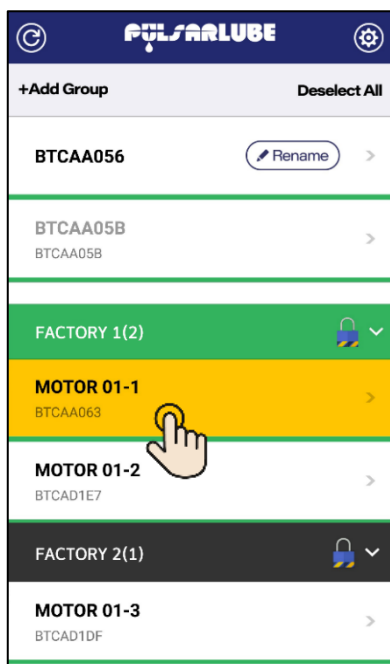 PULSARLUBE
+Add Group Deselect All
BTCAA056 Rename
BTCAA05B
BTCAA05B
FACTORY 1(2)
MOTOR 01-1
BTCAA063
MOTOR 01-2
BTCAD1E7
FACTORY 2(1)
MOTOR 01-3
BTCAD1DF